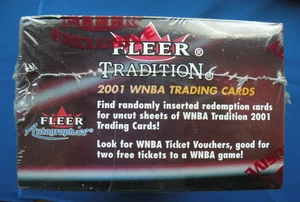 FLEER®
TRADITION®
2001 WNBA TRADING CARDS
Find randomly inserted redemption cards
for uncut sheets of WNBA Tradition 2001
Trading Cards!
Look for WNBA Ticket Vouchers, good for
two free tickets to a WNBA game!
FLEER
Autographics